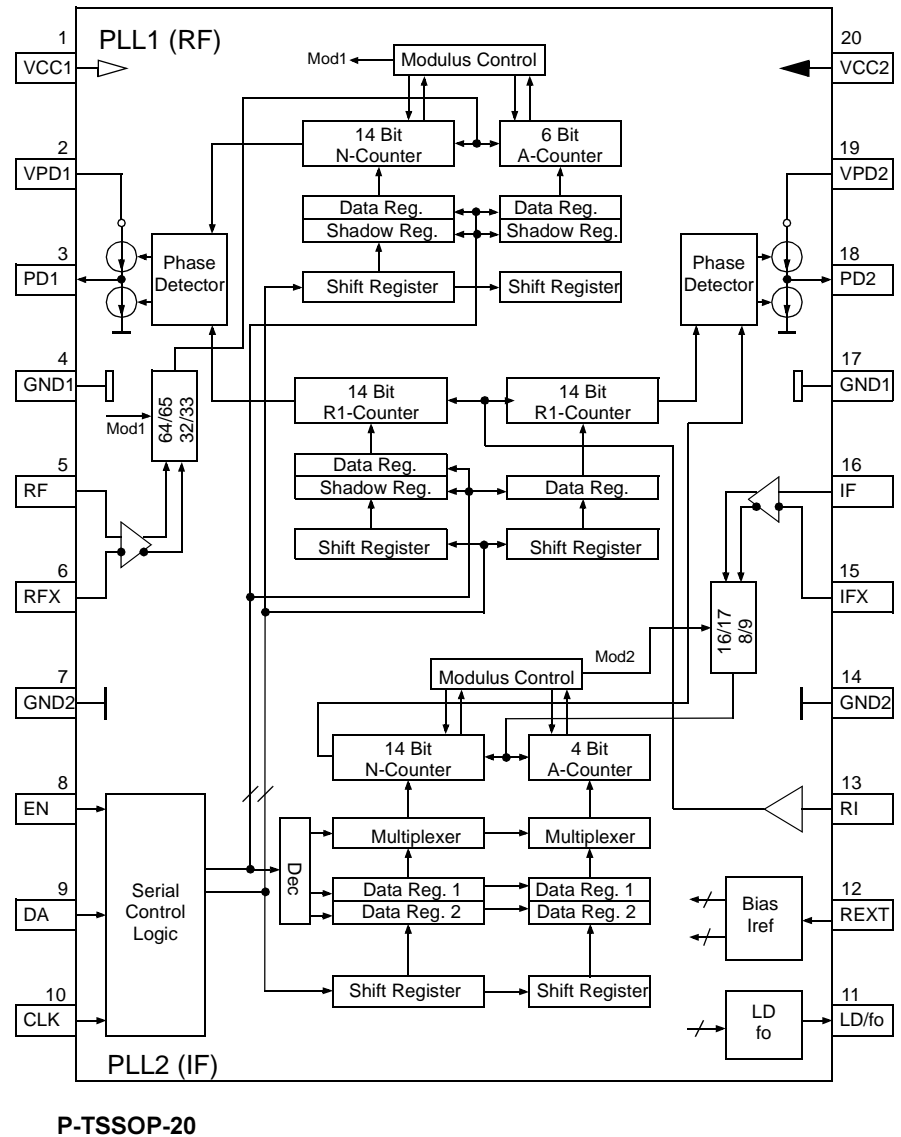 PLL1 (RF)
1
VCC1
2
VPD1
3
PD1
4
GND1
5
RF
6
RFX
7
GND2
8
EN
9
DA
10
CLK
20
VCC2
19
VPD2
18
PD2
17
GND1
16
IF
15
IFX
14
GND2
13
RI
12
REXT
11
LD/fo
Mod1
Modulus Control
14 Bit
N-Counter
6 Bit
A-Counter
Data Reg.
Shadow Reg.
Data Reg.
Shadow Reg.
Shift Register
Shift Register
Phase
Detector
Phase
Detector
Mod1
64/65
32/33
14 Bit
R1-Counter
14 Bit
R1-Counter
Data Reg.
Shadow Reg.
Data Reg.
Shift Register
Shift Register
16/17
8/9
Mod2
Modulus Control
14 Bit
N-Counter
4 Bit
A-Counter
Dec
Multiplexer
Multiplexer
Data Reg. 1
Data Reg. 2
Data Reg. 1
Data Reg. 2
Shift Register
Shift Register
Serial
Control
Logic
Bias
Iref
LD
fo
PLL2 (IF)
P-TSSOP-20